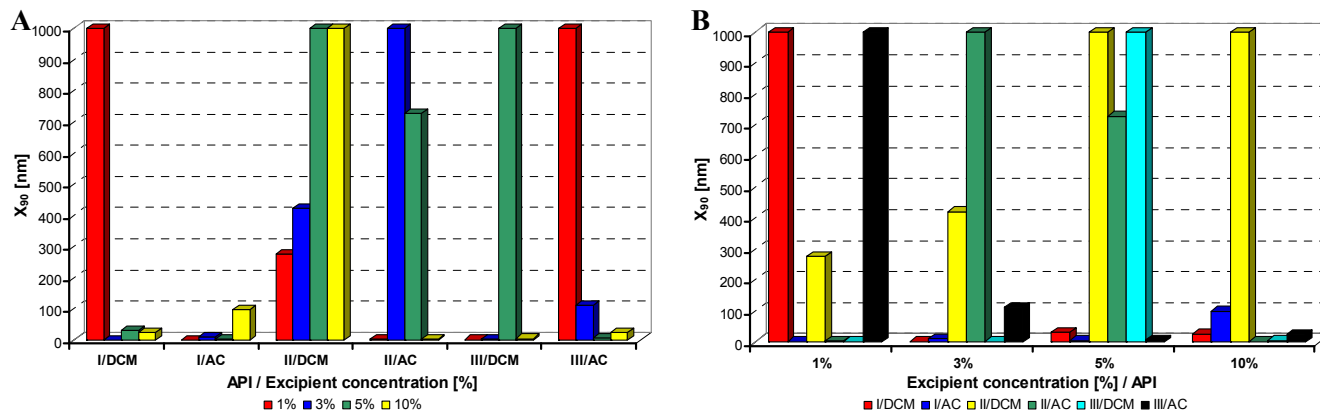 A
X90 [nm]
1000
900
800
700
600
500
400
300
200
100
0
I/DCM I/AC II/DCM II/AC III/DCM III/AC
API / Excipient concentration [%]
1% 3% 5% 10%
B
X90 [nm]
1000
900
800
700
600
500
400
300
200
100
0
1% 3% 5% 10%
Excipient concentration [%] / API
I/DCM I/AC II/DCM II/AC III/DCM III/AC